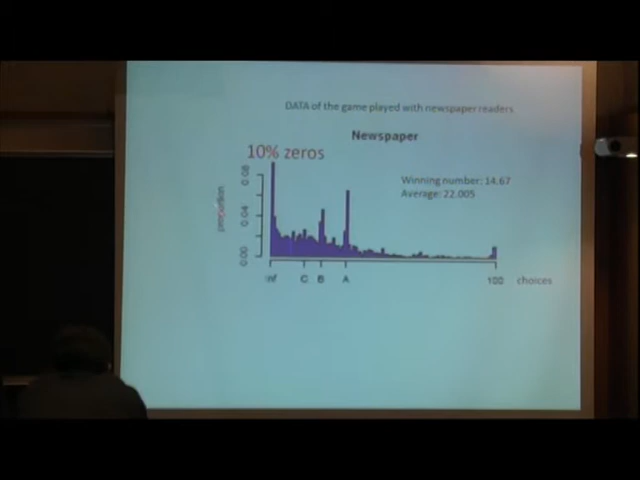 DATA of the game played with newspaper readers
Newspaper
10% zeros
Winning number: 14.67
Average: 22.005
proportion
0.08
0.04
0.00
inf C B A 100 choices